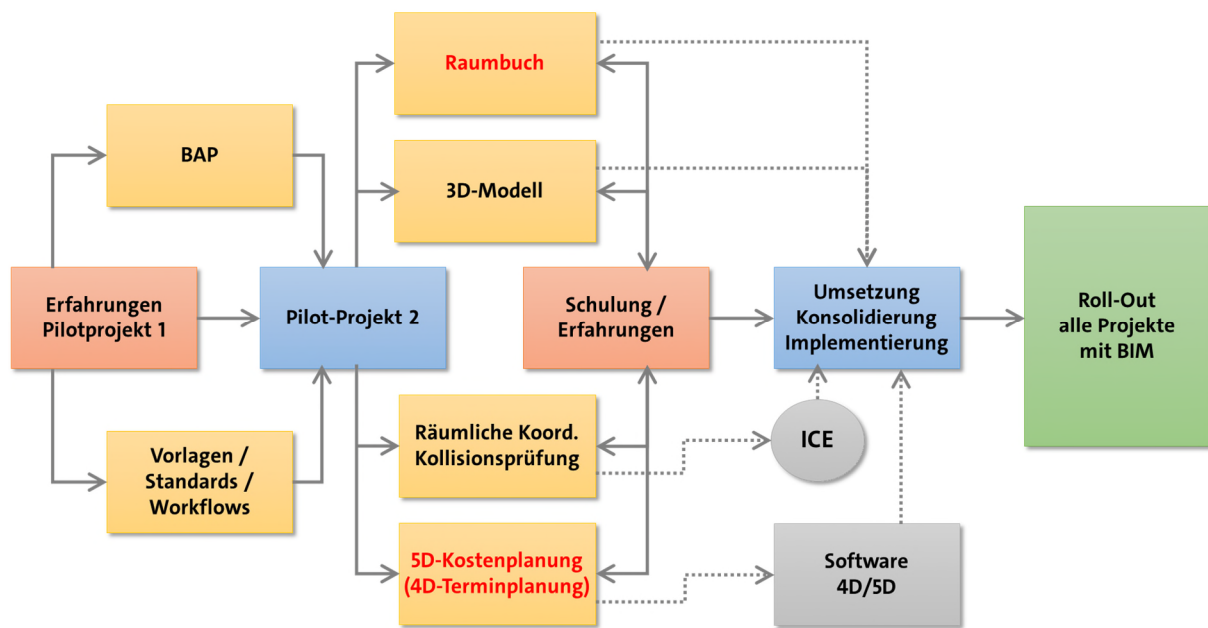 Raumbuch
BAP
3D-Modell
Erfahrungen
Pilotprojekt 1
Pilot-Projekt 2
Schulung /
Erfahrungen
Umsetzung
Konsolidierung
Implementierung
Roll-Out
alle Projekte
mit BIM
Vorlagen /
Standards /
Workflows
Räumliche Koord.
Kollisionsprüfung
ICE
5D-Kostenplanung
(4D-Terminplanung)
Software
4D/5D